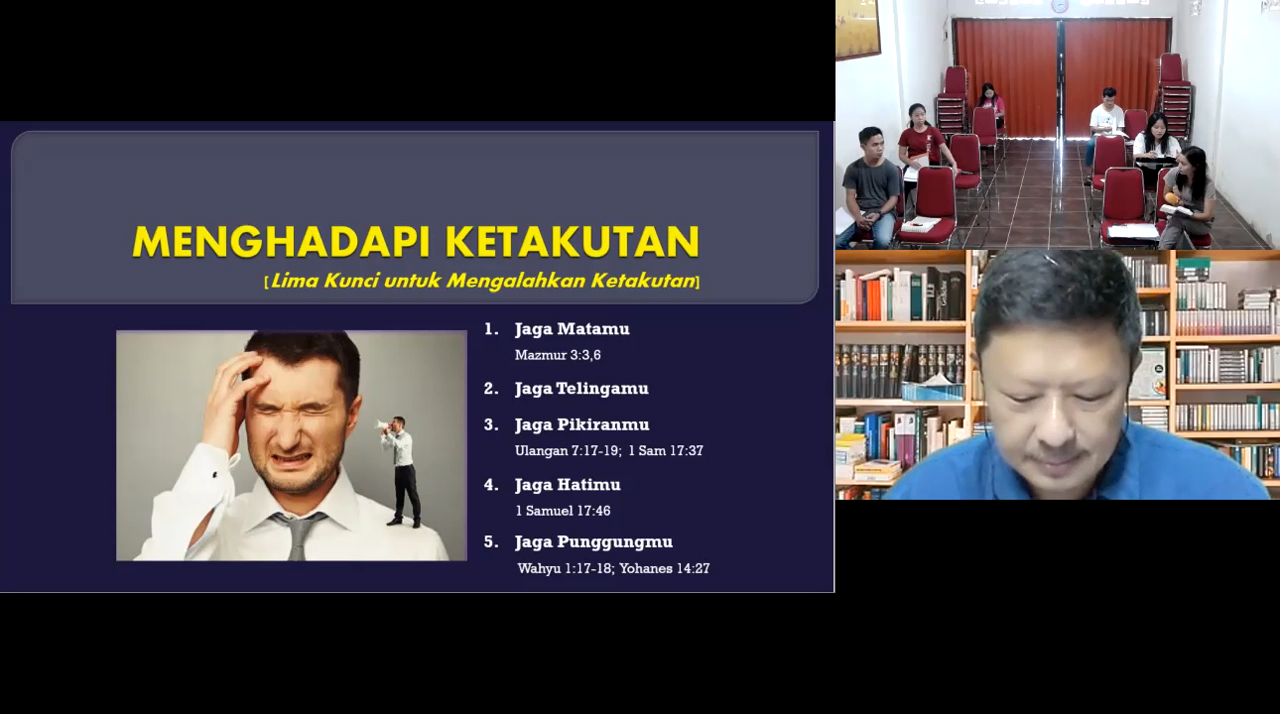 MENGHADAPI KETAKUTAN
[Lima Kunci untuk Mengalahkan Ketakutan]
1. Jaga Matamu
Mazmur 3:3,6
2. Jaga Telingamu
3. Jaga Pikiranmu
Ulangan 7:17-19; 1 Sam 17:37
4. Jaga Hatimu
1 Samuel 17:46
5. Jaga Punggungmu
Wahyu 1:17-18; Yohanes 14:27